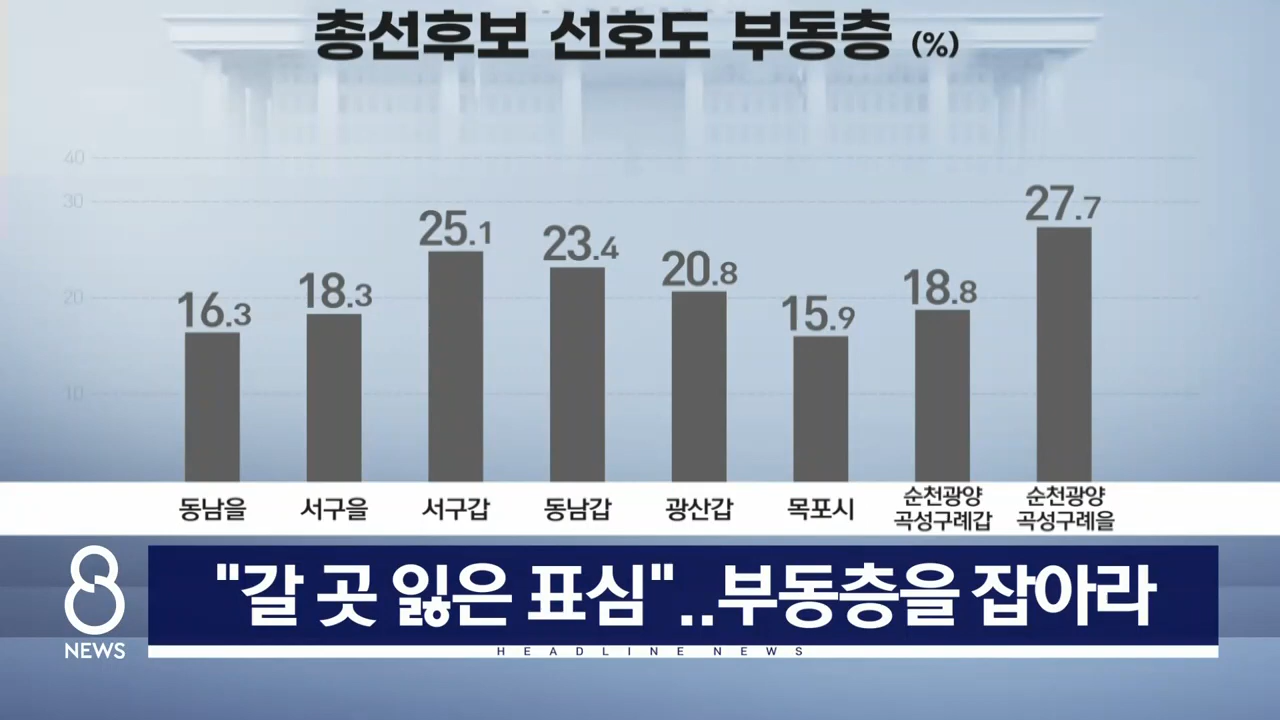 총선후보 선호도 부동층 (%)
40
30
20
10
16.3
18.3
25.1
23.4
20.8
15.9
18.8
27.7
동남을
서구을
서구갑
동남갑
광산갑
목포시
순천광양
곡성구례갑
순천광양
곡성구례을
8
NEWS
"갈 곳 잃은 표심"..부동층을 잡아라
HEADLINE NEWS